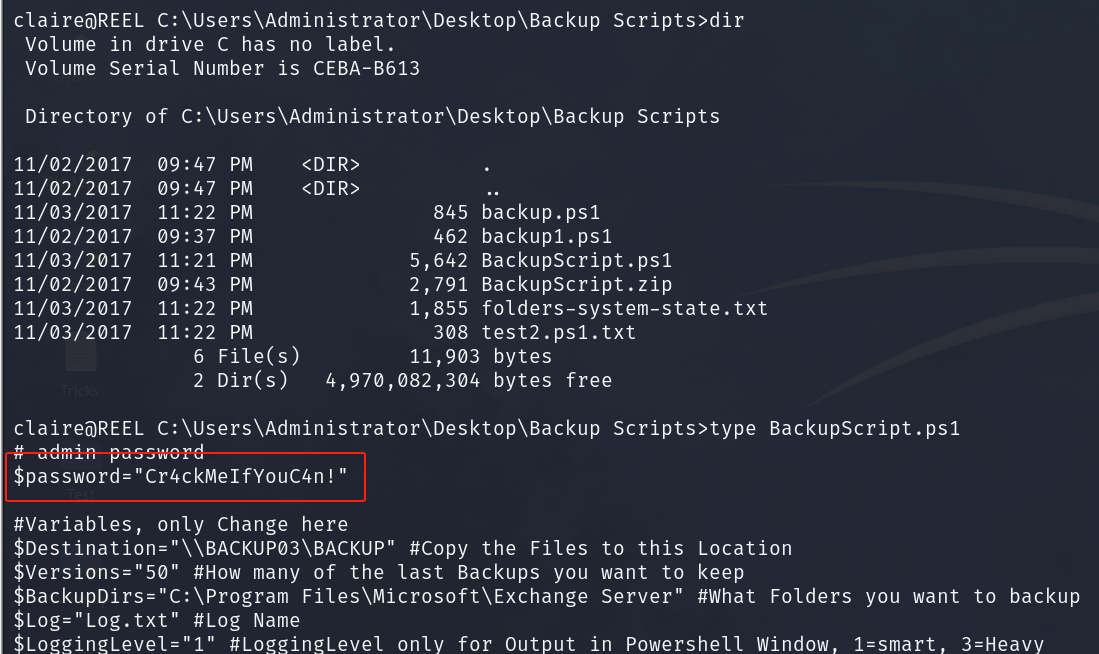 claire@REEL C:\Users\Administrator\Desktop\Backup Scripts>dir
 Volume in drive C has no label.
 Volume Serial Number is CEBA-B613

 Directory of C:\Users\Administrator\Desktop\Backup Scripts

11/02/2017  09:47 PM    <DIR>          .
11/02/2017  09:47 PM    <DIR>          ..
11/03/2017  11:22 PM               845 backup.ps1
11/02/2017  09:37 PM               462 backup1.ps1
11/03/2017  11:21 PM             5,642 BackupScript.ps1
11/02/2017  09:43 PM             2,791 BackupScript.zip
11/03/2017  11:22 PM             1,855 folders-system-state.txt
11/03/2017  11:22 PM               308 test2.ps1.txt
               6 File(s)         11,903 bytes
               2 Dir(s)   4,970,082,304 bytes free
Tricks

claire@REEL C:\Users\Administrator\Desktop\Backup Scripts>type BackupScript.ps1
# admin password
$password="Cr4ckMeIfYouC4n!"
Test

#Variables, only Change here
$Destination="\\BACKUP03\BACKUP" #Copy the Files to this Location
$Versions="50" #How many of the last Backups you want to keep
$BackupDirs="C:\Program Files\Microsoft\Exchange Server" #What Folders you want to backup
$Log="Log.txt" #Log Name
$LoggingLevel="1" #LoggingLevel only for Output in Powershell Window, 1=smart, 3=Heavy